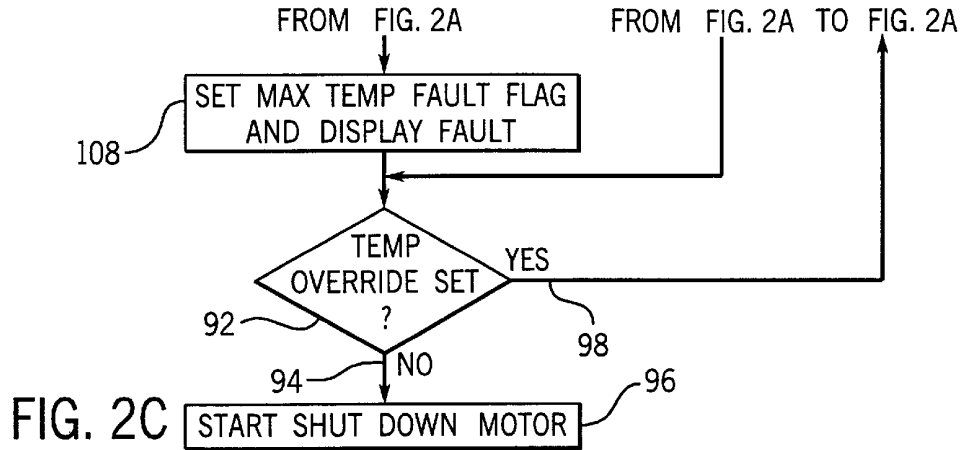 FROM FIG. 2A
FROM FIG. 2A TO FIG. 2A
SET MAX TEMP FAULT FLAG
AND DISPLAY FAULT
108
TEMP
OVERRIDE SET
?
YES
92
98
94
NO
96
FIG. 2C
START SHUT DOWN MOTOR